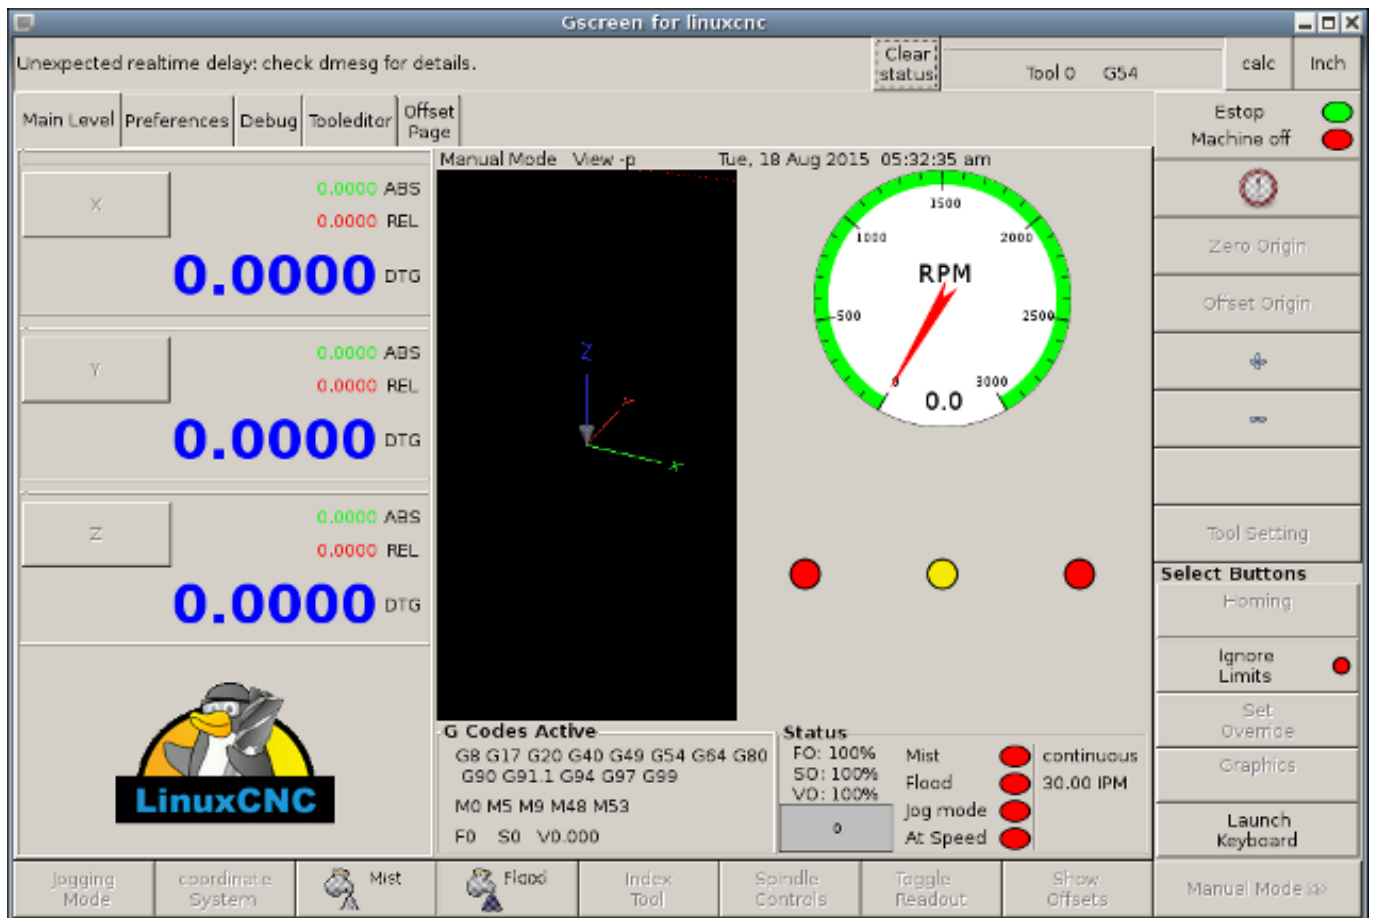 Gscreen for linuxcnc
Unexpected realtime delay: check dmesg for details.
Clear
status
Tool 0 G54
calc
Inch
Main Level
Preferences
Debug
Tooleditor
Offset
Page
Estop
Machine off
Manual Mode View -p Tue, 18 Aug 2015 05:32:35 am
X
0.0000 ABS
0.0000 REL
0.0000 DTG
Y
0.0000 ABS
0.0000 REL
0.0000 DTG
Z
0.0000 ABS
0.0000 REL
0.0000 DTG
LinuxCNC
Z
Y
X
1500
1000 2000
RPM
500 2500
0 3000
0.0
Zero Origin
Offset Origin
Tool Setting
Select Buttons
Homing
Ignore
Limits
Set
Override
Graphics
Launch
Keyboard
G Codes Active
G8 G17 G20 G40 G49 G54 G64 G80
G90 G91.1 G94 G97 G99
M0 M5 M9 M48 M53
F0 S0 V0.000
Status
FO: 100%
SO: 100%
VO: 100%
0
Mist
Flood
Jog mode
At Speed
continuous
30.00 IPM
Jogging
Mode
coordinate
System
Mist
Flood
Index
Tool
Spindle
Controls
Toggle
Readout
Show
Offsets
Manual Mode